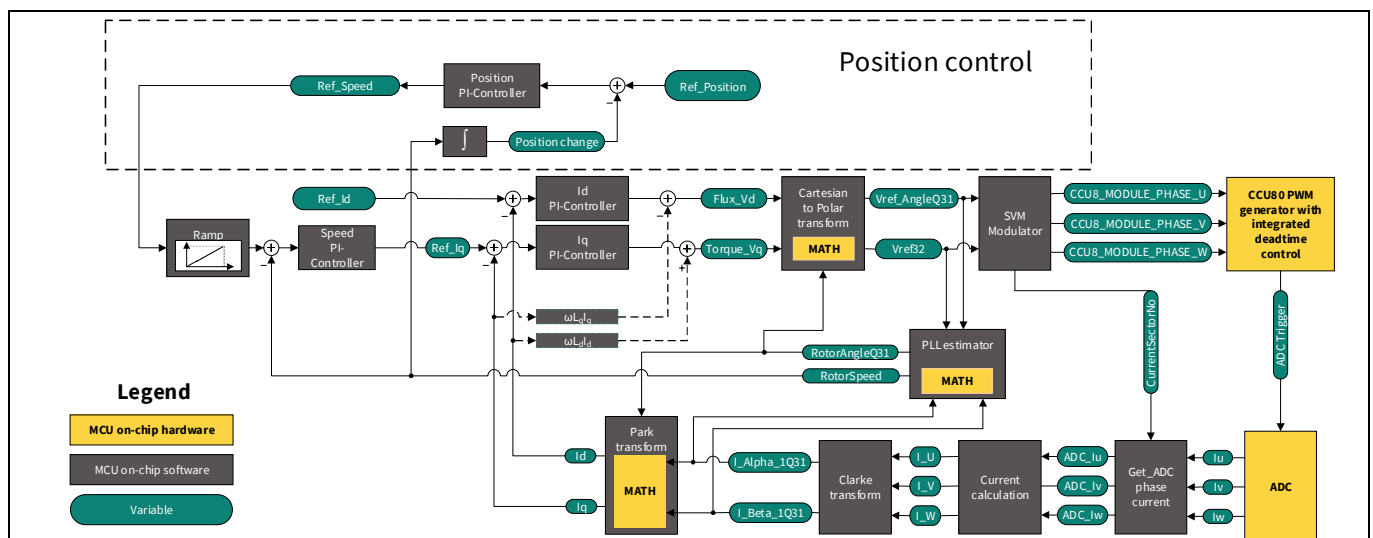 Position control
Ref_Speed
Position
PI-Controller
Ref_Position
∫
Position change
Ref_Id
Id
PI-Controller
Flux_Vd
Cartesian
to Polar
transform
MATH
Vref_AngleQ31
SVM
Modulator
CCU8_MODULE_PHASE_U
CCU8_MODULE_PHASE_V
CCU8_MODULE_PHASE_W
CCU80 PWM
generator with
integrated
deadtime
control
Ramp
Speed
PI-
Controller
Ref_Iq
Iq
PI-Controller
Torque_Vq
Vref32
ωLqIq
ωLdId
CurrentSectorNo
ADC Trigger
RotorAngleQ31
RotorSpeed
PLL estimator
MATH
Legend
MCU on-chip hardware
MCU on-chip software
Variable
Id
Iq
Park
transform
MATH
I_Alpha_1Q31
I_Beta_1Q31
Clarke
transform
I_U
I_V
I_W
Current
calculation
ADC_Iu
ADC_Iv
ADC_Iw
Get_ADC
phase
current
Iu
Iv
Iw
ADC